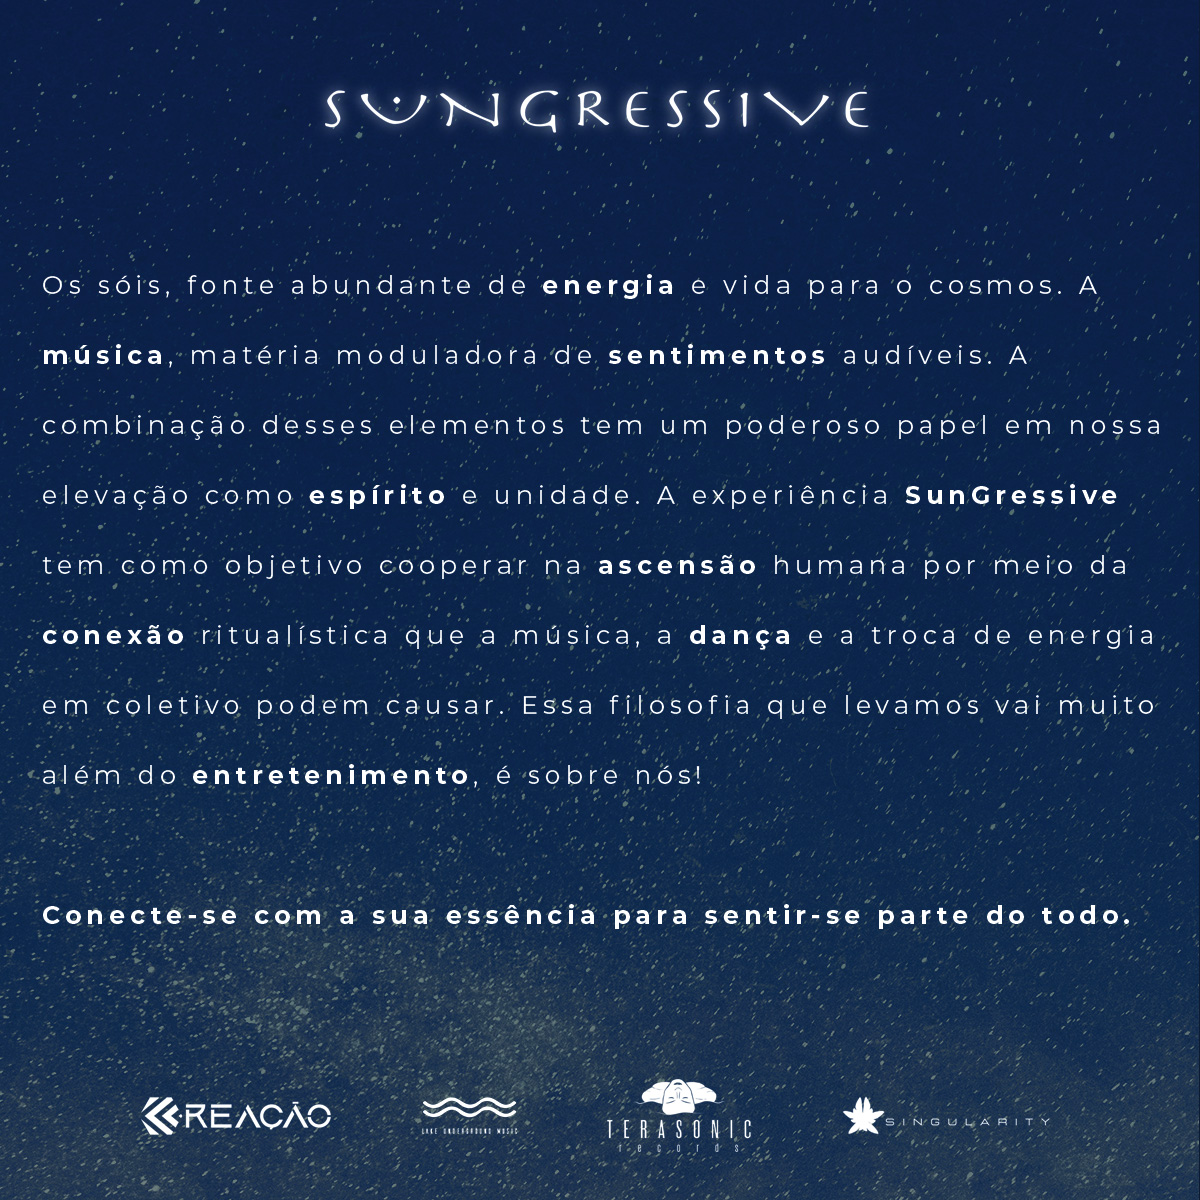 SUNGRESSIVE
Os sóis, fonte abundante de energia e vida para o cosmos. A
música, matéria moduladora de sentimentos audíveis. A
combinação desses elementos tem um poderoso papel em nossa
elevação como espírito e unidade. A experiência SunGressive
tem como objetivo cooperar na ascensão humana por meio da
conexão ritualística que a música, a dança e a troca de energia
em coletivo podem causar. Essa filosofia que levamos vai muito
além do entretenimento, é sobre nós!
Conecte-se com a sua essência para sentir-se parte do todo.
REAÇÃO
LAKE UNDERGROUND MUSIC
TERASONIC
records
SINGULARITY